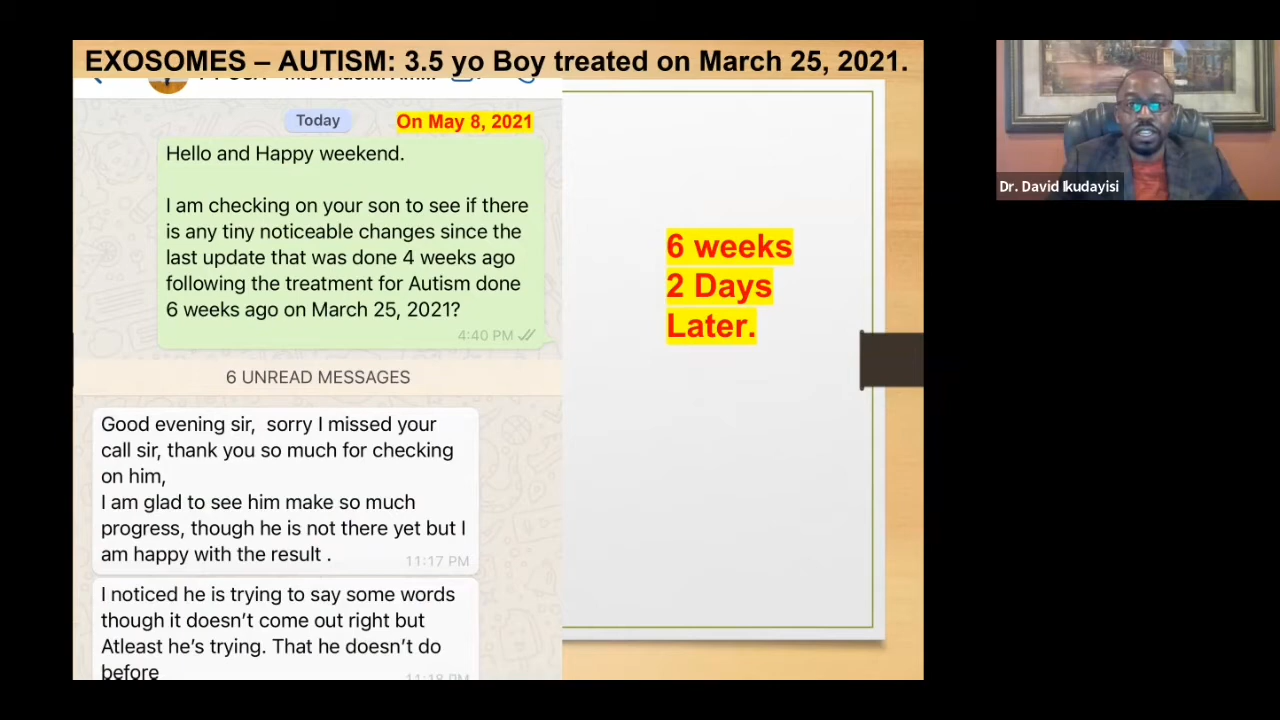 EXOSOMES – AUTISM: 3.5 yo Boy treated on March 25, 2021.
Today
On May 8, 2021
Hello and Happy weekend.
I am checking on your son to see if there
is any tiny noticeable changes since the
last update that was done 4 weeks ago
following the treatment for Autism done
6 weeks ago on March 25, 2021?
4:40 PM
6 UNREAD MESSAGES
Good evening sir, sorry I missed your
call sir, thank you so much for checking
on him,
I am glad to see him make so much
progress, though he is not there yet but I
am happy with the result .
11:17 PM
I noticed he is trying to say some words
though it doesn't come out right but
Atleast he's trying. That he doesn't do
before
11:18 PM
6 weeks
2 Days
Later.
Dr. David Ikudayisi